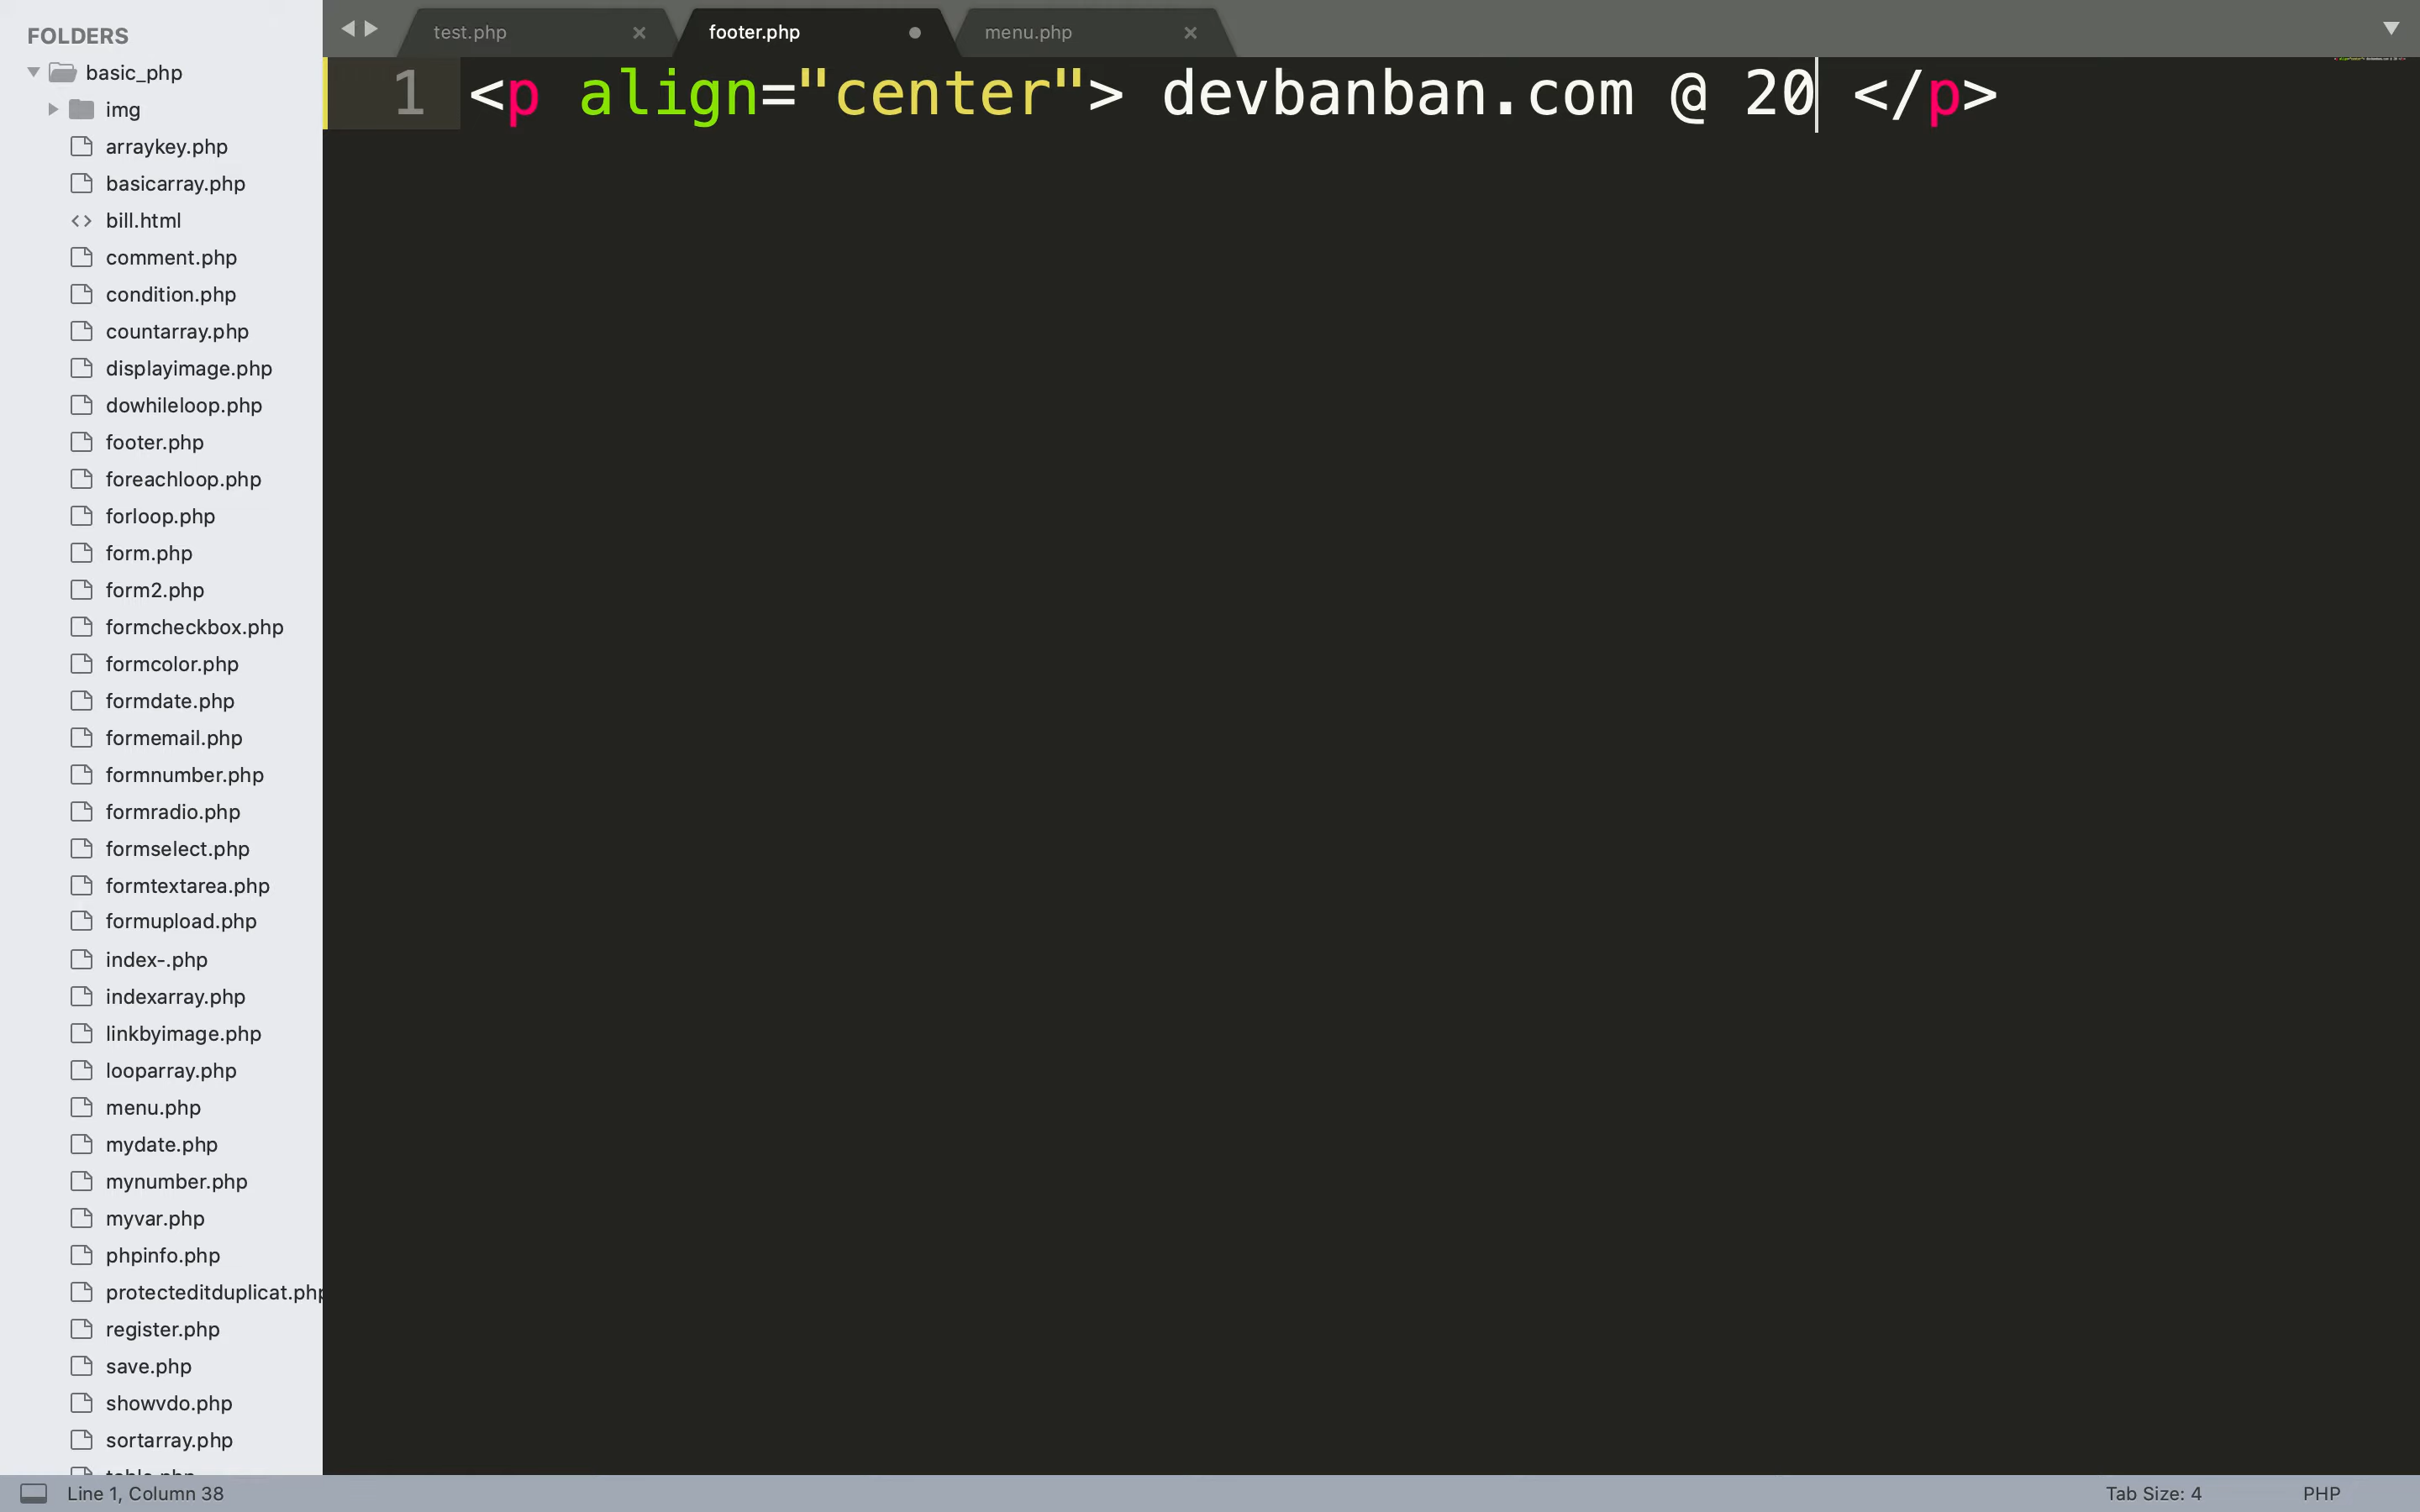 FOLDERS
basic_php
img
arraykey.php
basicarray.php
bill.html
comment.php
condition.php
countarray.php
displayimage.php
dowhileloop.php
footer.php
foreachloop.php
forloop.php
form.php
form2.php
formcheckbox.php
formcolor.php
formdate.php
formemail.php
formnumber.php
formradio.php
formselect.php
formtextarea.php
formupload.php
index-.php
indexarray.php
linkbyimage.php
looparray.php
menu.php
mydate.php
mynumber.php
myvar.php
phpinfo.php
protecteditduplicat.php
register.php
save.php
showvdo.php
sortarray.php
table.php
test.php
footer.php
menu.php
1 <p align="center"> devbanban.com @ 20 </p>
Line 1, Column 38
Tab Size: 4
PHP